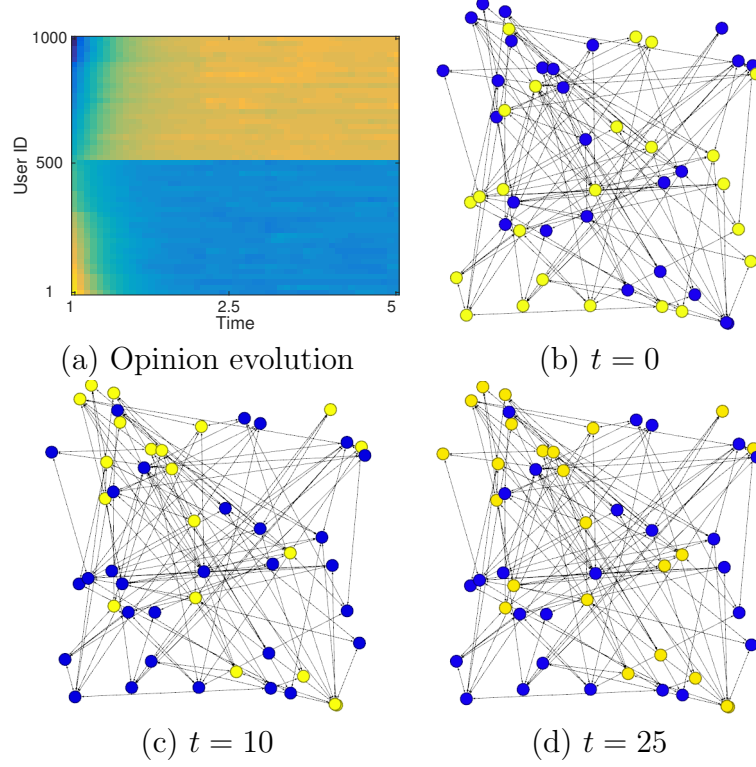 1000
User ID
500
1
1
2.5
5
Time
(a) Opinion evolution
(b) t = 0
(c) t = 10
(d) t = 25